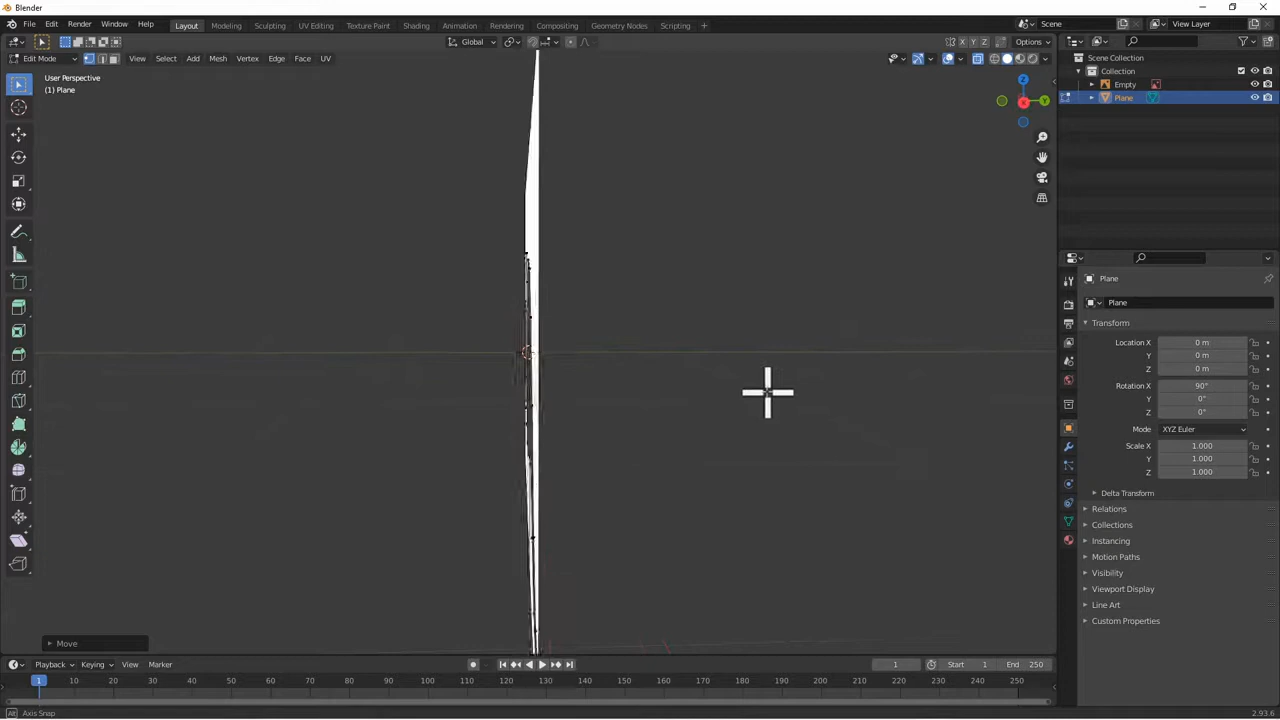 Blender
File Edit Render Window Help Layout Modeling Sculpting UV Editing Texture Paint Shading Animation Rendering Compositing Geometry Nodes Scripting + Scene View Layer
Global Options
Edit Mode View Select Add Mesh Vertex Edge Face UV X Y Z
User Perspective
(1) Plane
Scene Collection
Collection
Empty
Plane
Z
X
Y
Plane
Plane
Transform
Location X 0 m
Y 0 m
Z 0 m
Rotation X 90°
Y 0°
Z 0°
Mode XYZ Euler
Scale X 1.000
Y 1.000
Z 1.000
Delta Transform
Relations
Collections
Instancing
Motion Paths
Visibility
Viewport Display
Line Art
Custom Properties
Move
Playback Keying View Marker 1 Start 1 End 250
1 10 20 30 40 50 60 70 80 90 100 110 120 130 140 150 160 170 180 190 200 210 220 230 240 250
Alt Axis Snap 2.93.6